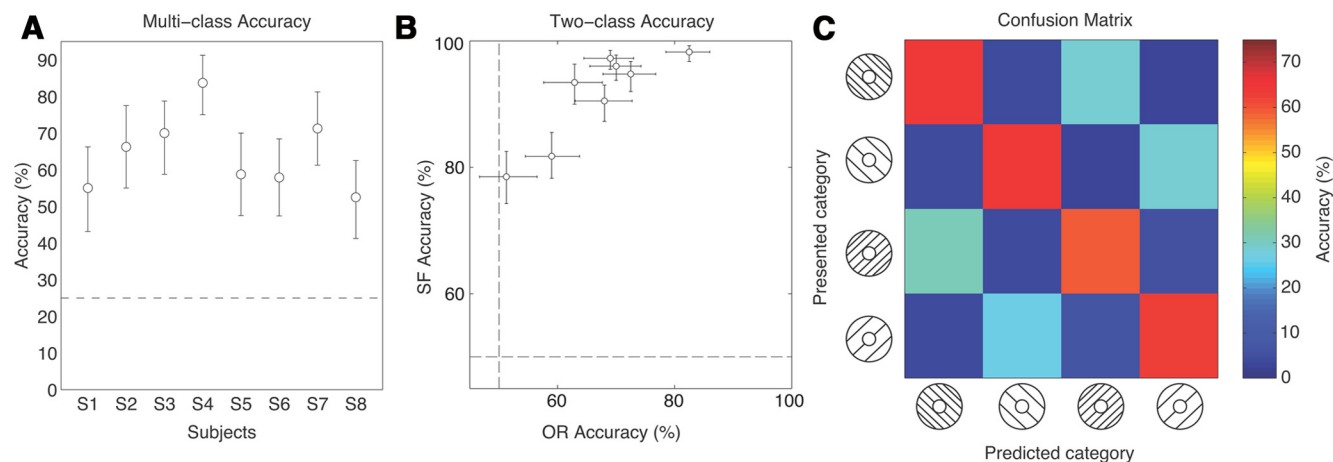 A
Multi-class Accuracy
Accuracy (%)
90
80
70
60
50
40
30
20
10
0
S1 S2 S3 S4 S5 S6 S7 S8
Subjects
B
Two-class Accuracy
SF Accuracy (%)
100
80
60
60 80 100
OR Accuracy (%)
C
Confusion Matrix
Presented category
Predicted category
70
60
50
40
30
20
10
0
Accuracy (%)